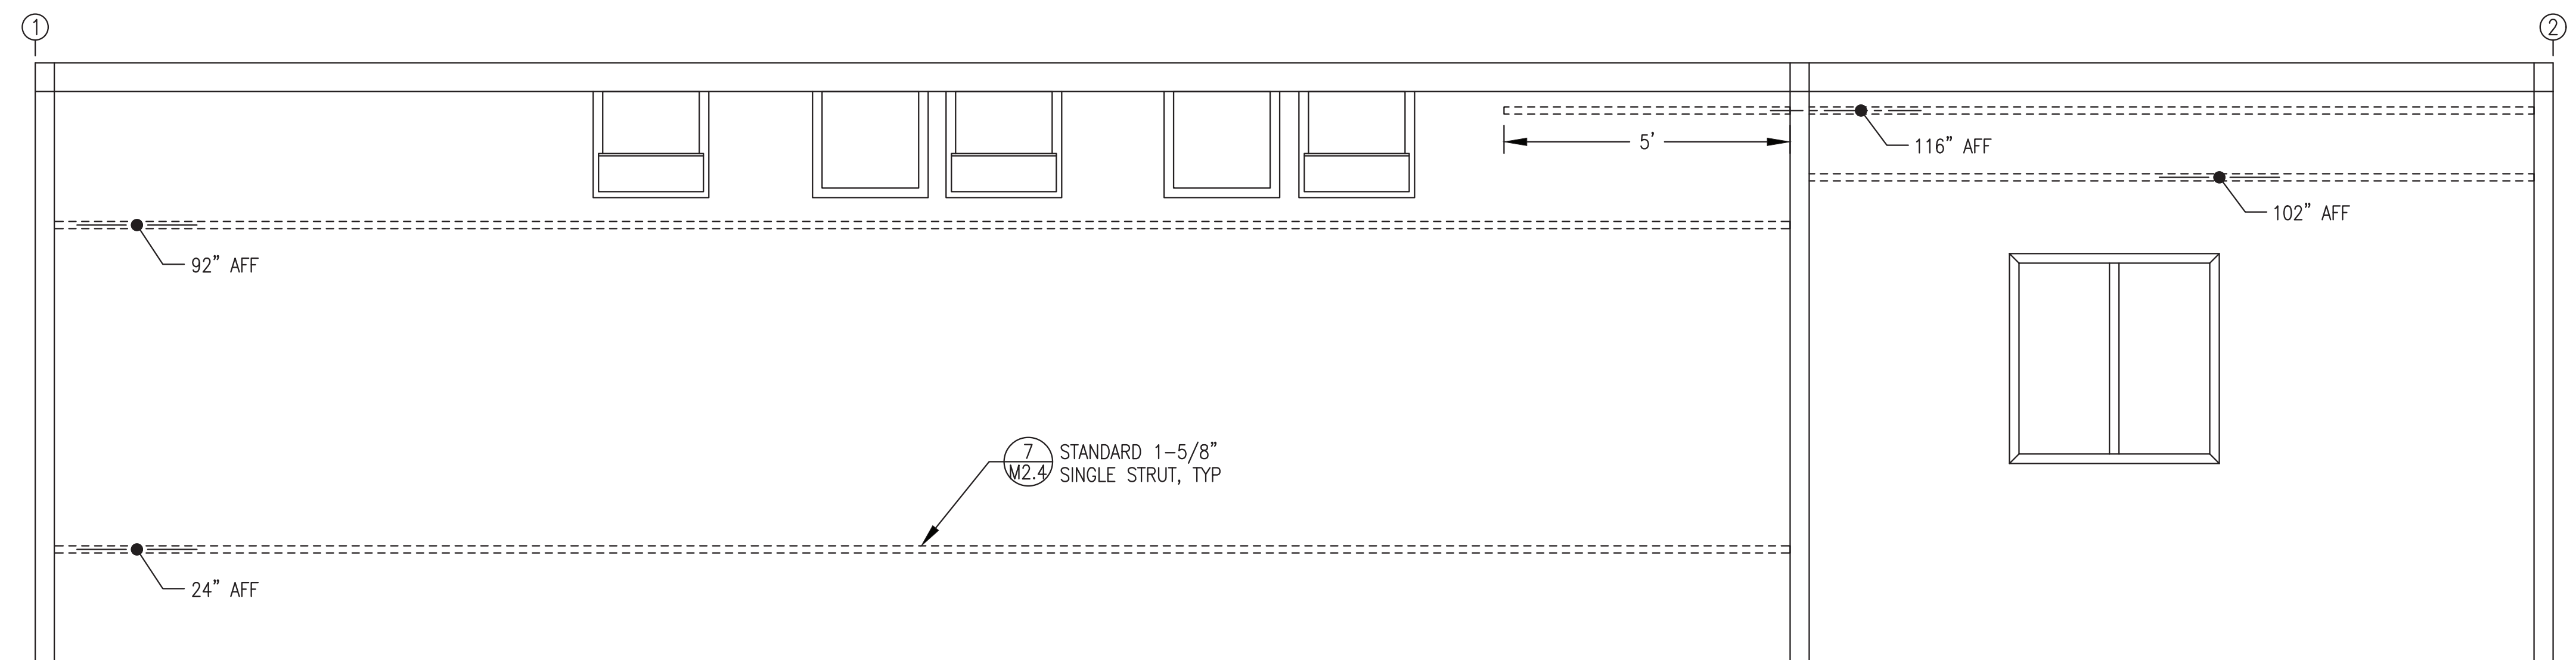 1
2
5’
116” AFF
102” AFF
92” AFF
7
M2.4
STANDARD 1-5/8”
SINGLE STRUT, TYP
24” AFF